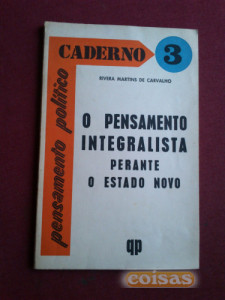 CADERNO 3
RIVERA MARTINS DE CARVALHO
pensamento político
O PENSAMENTO
INTEGRALISTA
PERANTE
O ESTADO NOVO
qp
coisas